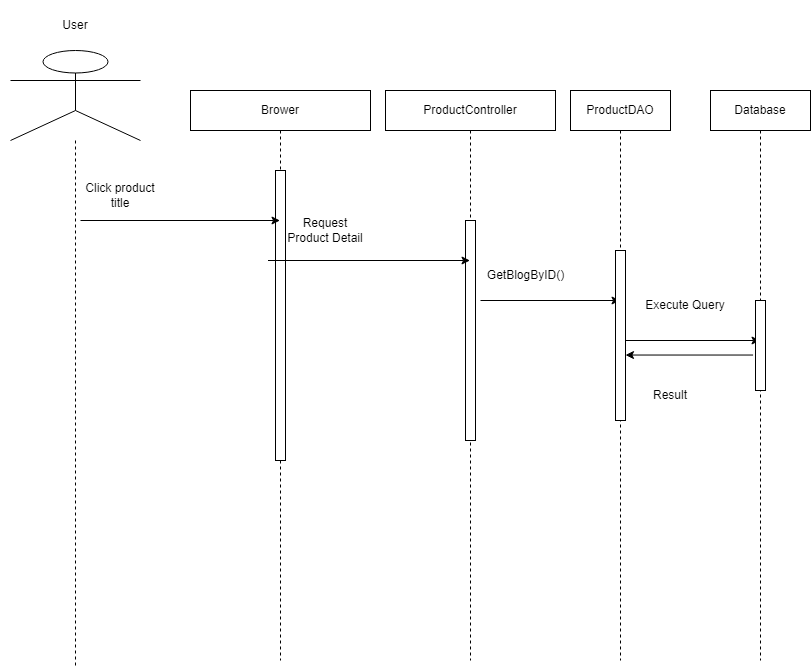 User
Brower
ProductController
ProductDAO
Database
Click product
title
Request
Product Detail
GetBlogByID()
Execute Query
Result